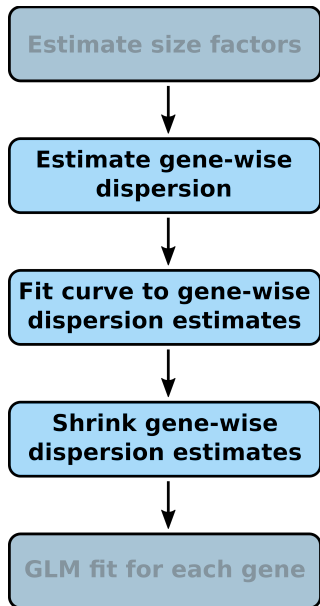 Estimate size factors
Estimate gene-wise
dispersion
Fit curve to gene-wise
dispersion estimates
Shrink gene-wise
dispersion estimates
GLM fit for each gene